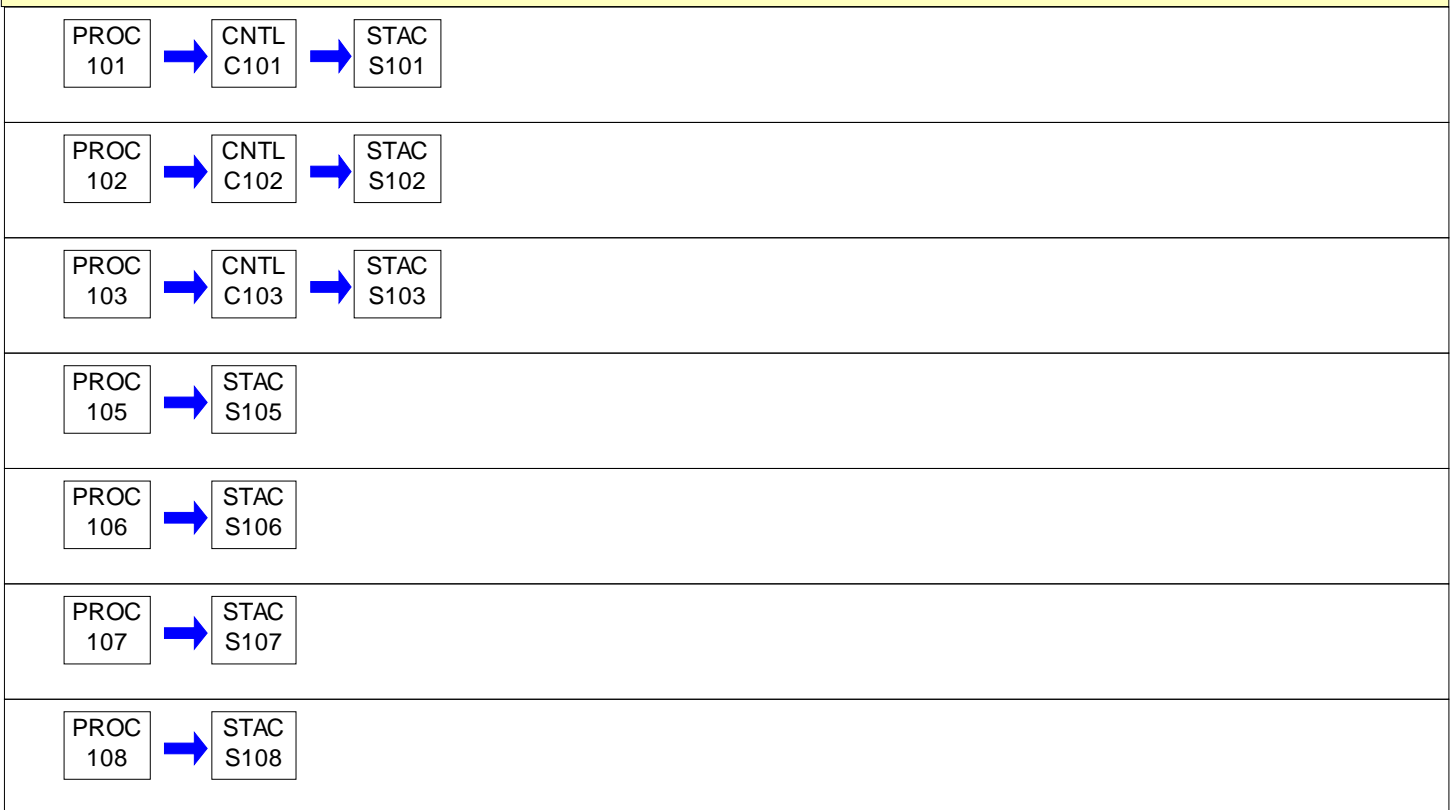 PROC CNTL STAC
101 C101 S101
PROC CNTL STAC
102 C102 S102
PROC CNTL STAC
103 C103 S103
PROC STAC
105 S105
PROC STAC
106 S106
PROC STAC
107 S107
PROC STAC
108 S108